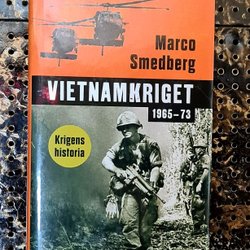 Marco
Smedberg
VIETNAMKRIGET
1965–73
Krigens
historia